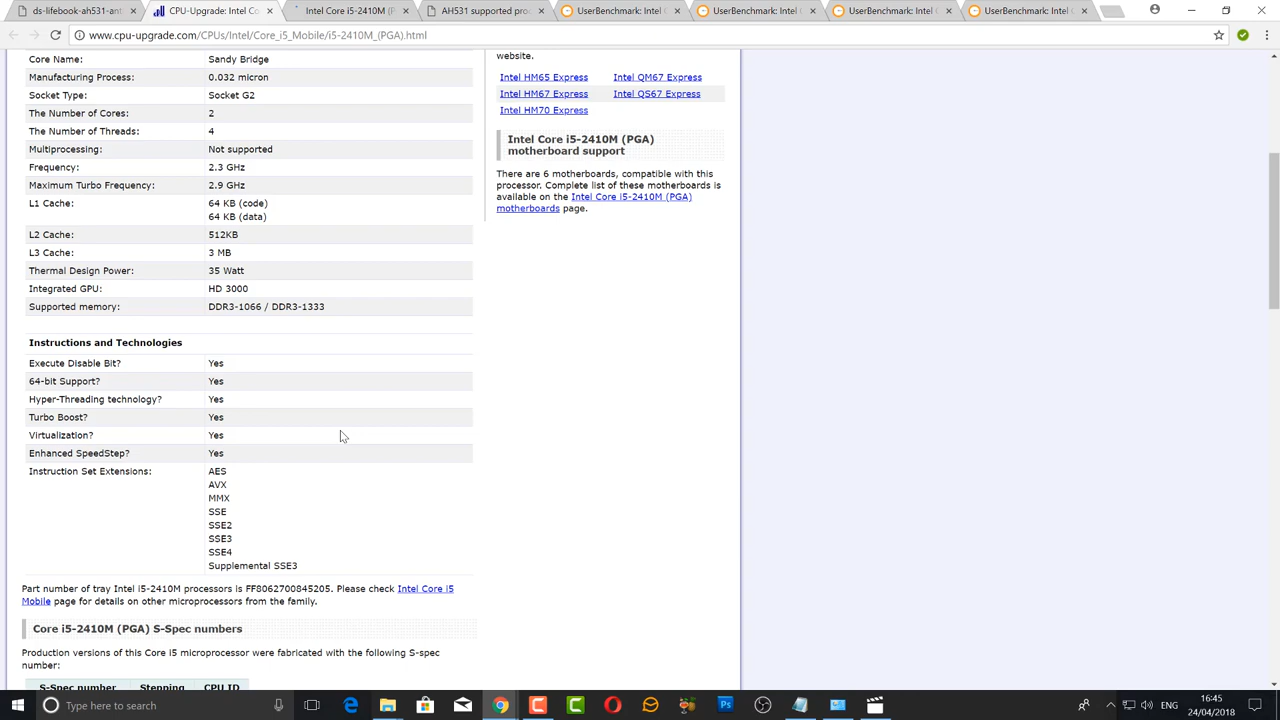 ds-lifebook-ah531-ant
CPU-Upgrade: Intel Co
Intel Core i5-2410M (P
AH531 supported pro
UserBenchmark: Intel C
UserBenchmark: Intel C
UserBenchmark: Intel C
UserBenchmark: Intel C
www.cpu-upgrade.com/CPUs/Intel/Core_i5_Mobile/i5-2410M_(PGA).html
Core Name: Sandy Bridge
Manufacturing Process: 0.032 micron
Socket Type: Socket G2
The Number of Cores: 2
The Number of Threads: 4
Multiprocessing: Not supported
Frequency: 2.3 GHz
Maximum Turbo Frequency: 2.9 GHz
L1 Cache: 64 KB (code)
64 KB (data)
L2 Cache: 512KB
L3 Cache: 3 MB
Thermal Design Power: 35 Watt
Integrated GPU: HD 3000
Supported memory: DDR3-1066 / DDR3-1333
Instructions and Technologies
Execute Disable Bit? Yes
64-bit Support? Yes
Hyper-Threading technology? Yes
Turbo Boost? Yes
Virtualization? Yes
Enhanced SpeedStep? Yes
Instruction Set Extensions: AES
AVX
MMX
SSE
SSE2
SSE3
SSE4
Supplemental SSE3
Part number of tray Intel i5-2410M processors is FF8062700845205. Please check Intel Core i5
Mobile page for details on other microprocessors from the family.
Core i5-2410M (PGA) S-Spec numbers
Production versions of this Core i5 microprocessor were fabricated with the following S-spec
number:
S-Spec number Stepping CPU ID
website.
Intel HM65 Express Intel QM67 Express
Intel HM67 Express Intel QS67 Express
Intel HM70 Express
Intel Core i5-2410M (PGA)
motherboard support
There are 6 motherboards, compatible with this
processor. Complete list of these motherboards is
available on the Intel Core i5-2410M (PGA)
motherboards page.
Type here to search
ENG
16:45
24/04/2018